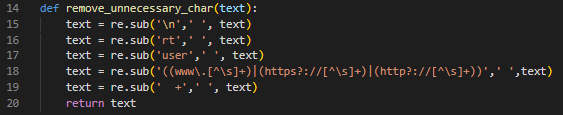 14 def remove_unnecessary_char(text):
15     text = re.sub('\n',' ', text)
16     text = re.sub('rt',' ', text)
17     text = re.sub('user',' ', text)
18     text = re.sub('((www\.[^\s]+)|(https?://[^\s]+)|(http?://[^\s]+))',' ',text)
19     text = re.sub('  +',' ', text)
20     return text